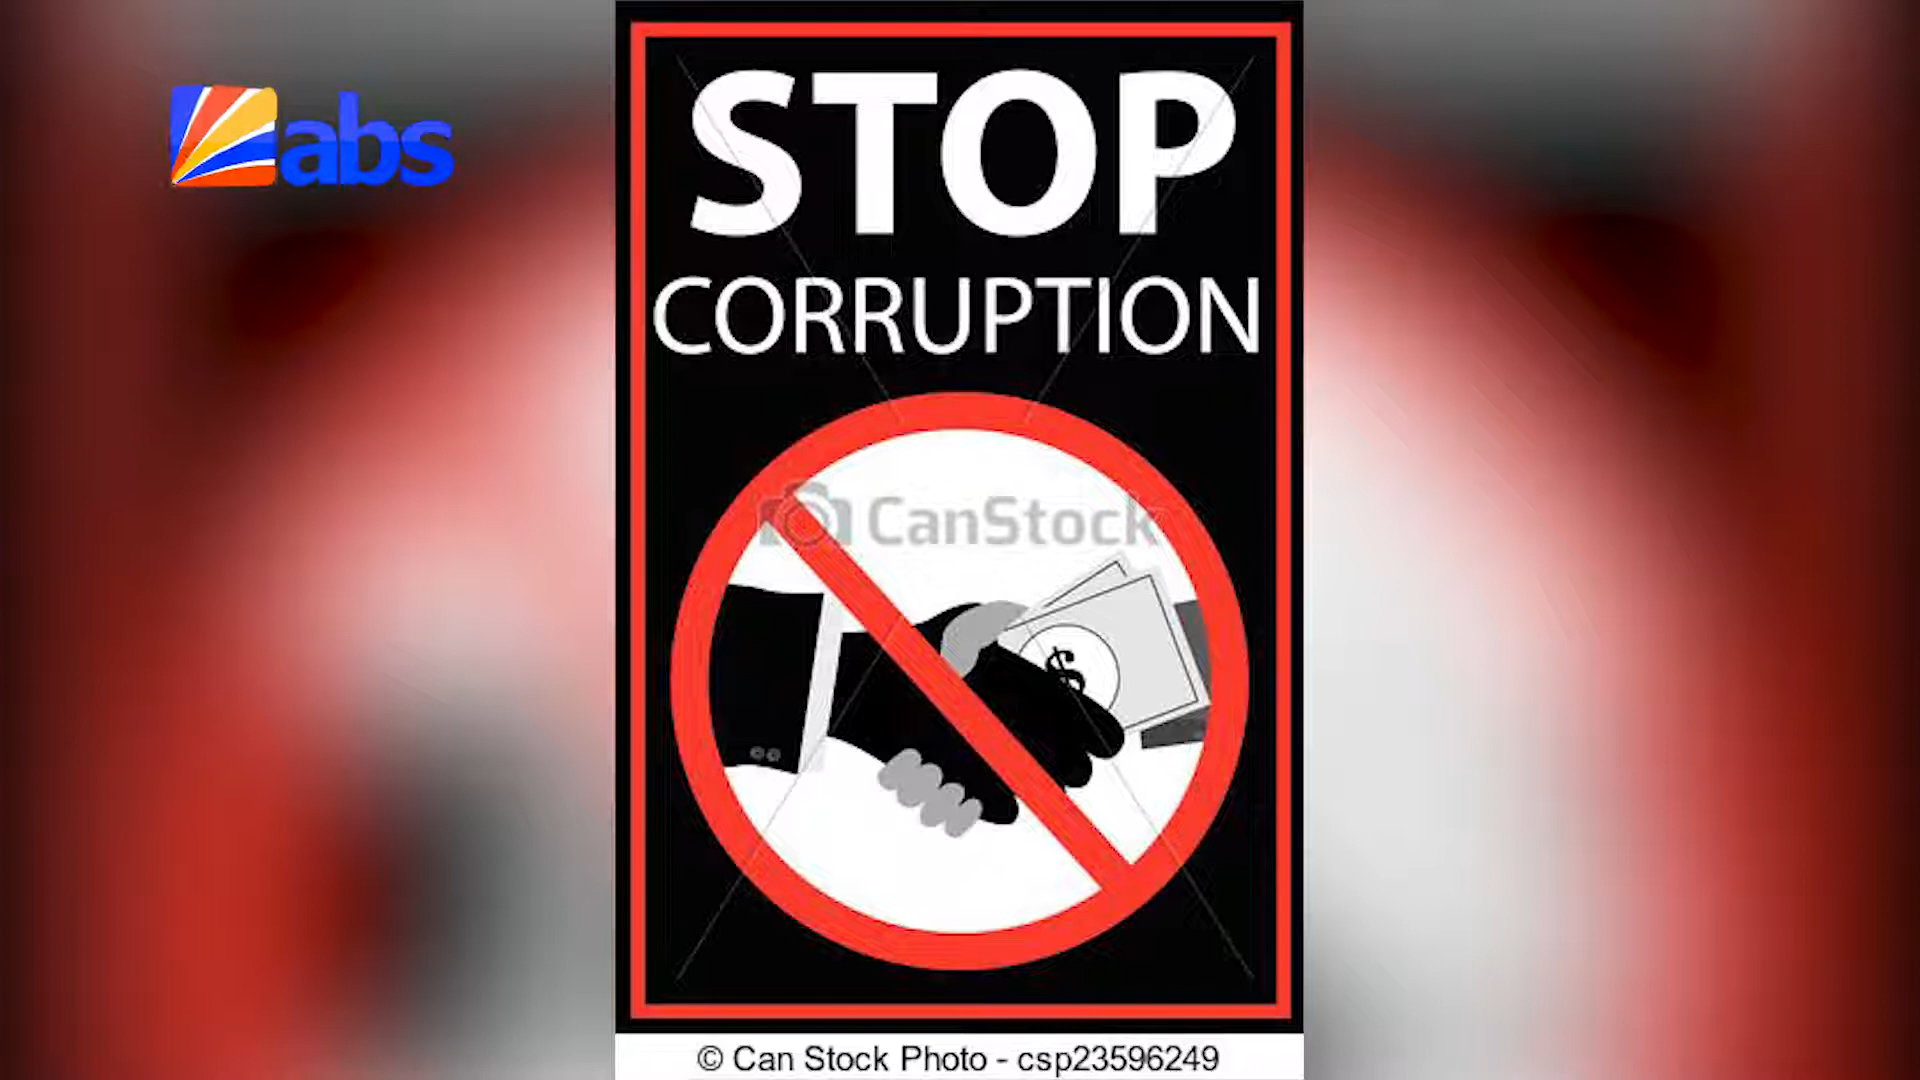 abs
STOP
CORRUPTION
CanStock
$
© Can Stock Photo - csp23596249